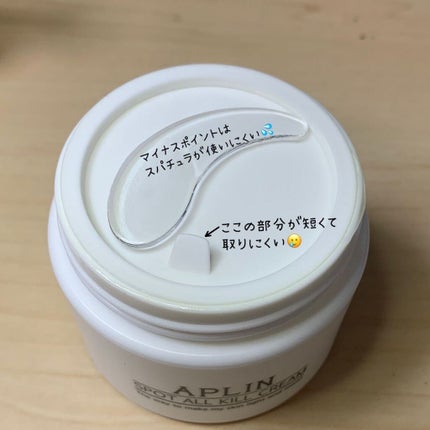 マイナスポイントは
スパチュラが使いにくい💦
←ここの部分が短くて
取りにくい🥲
APLIN
SPOT ALL KILL CREAM